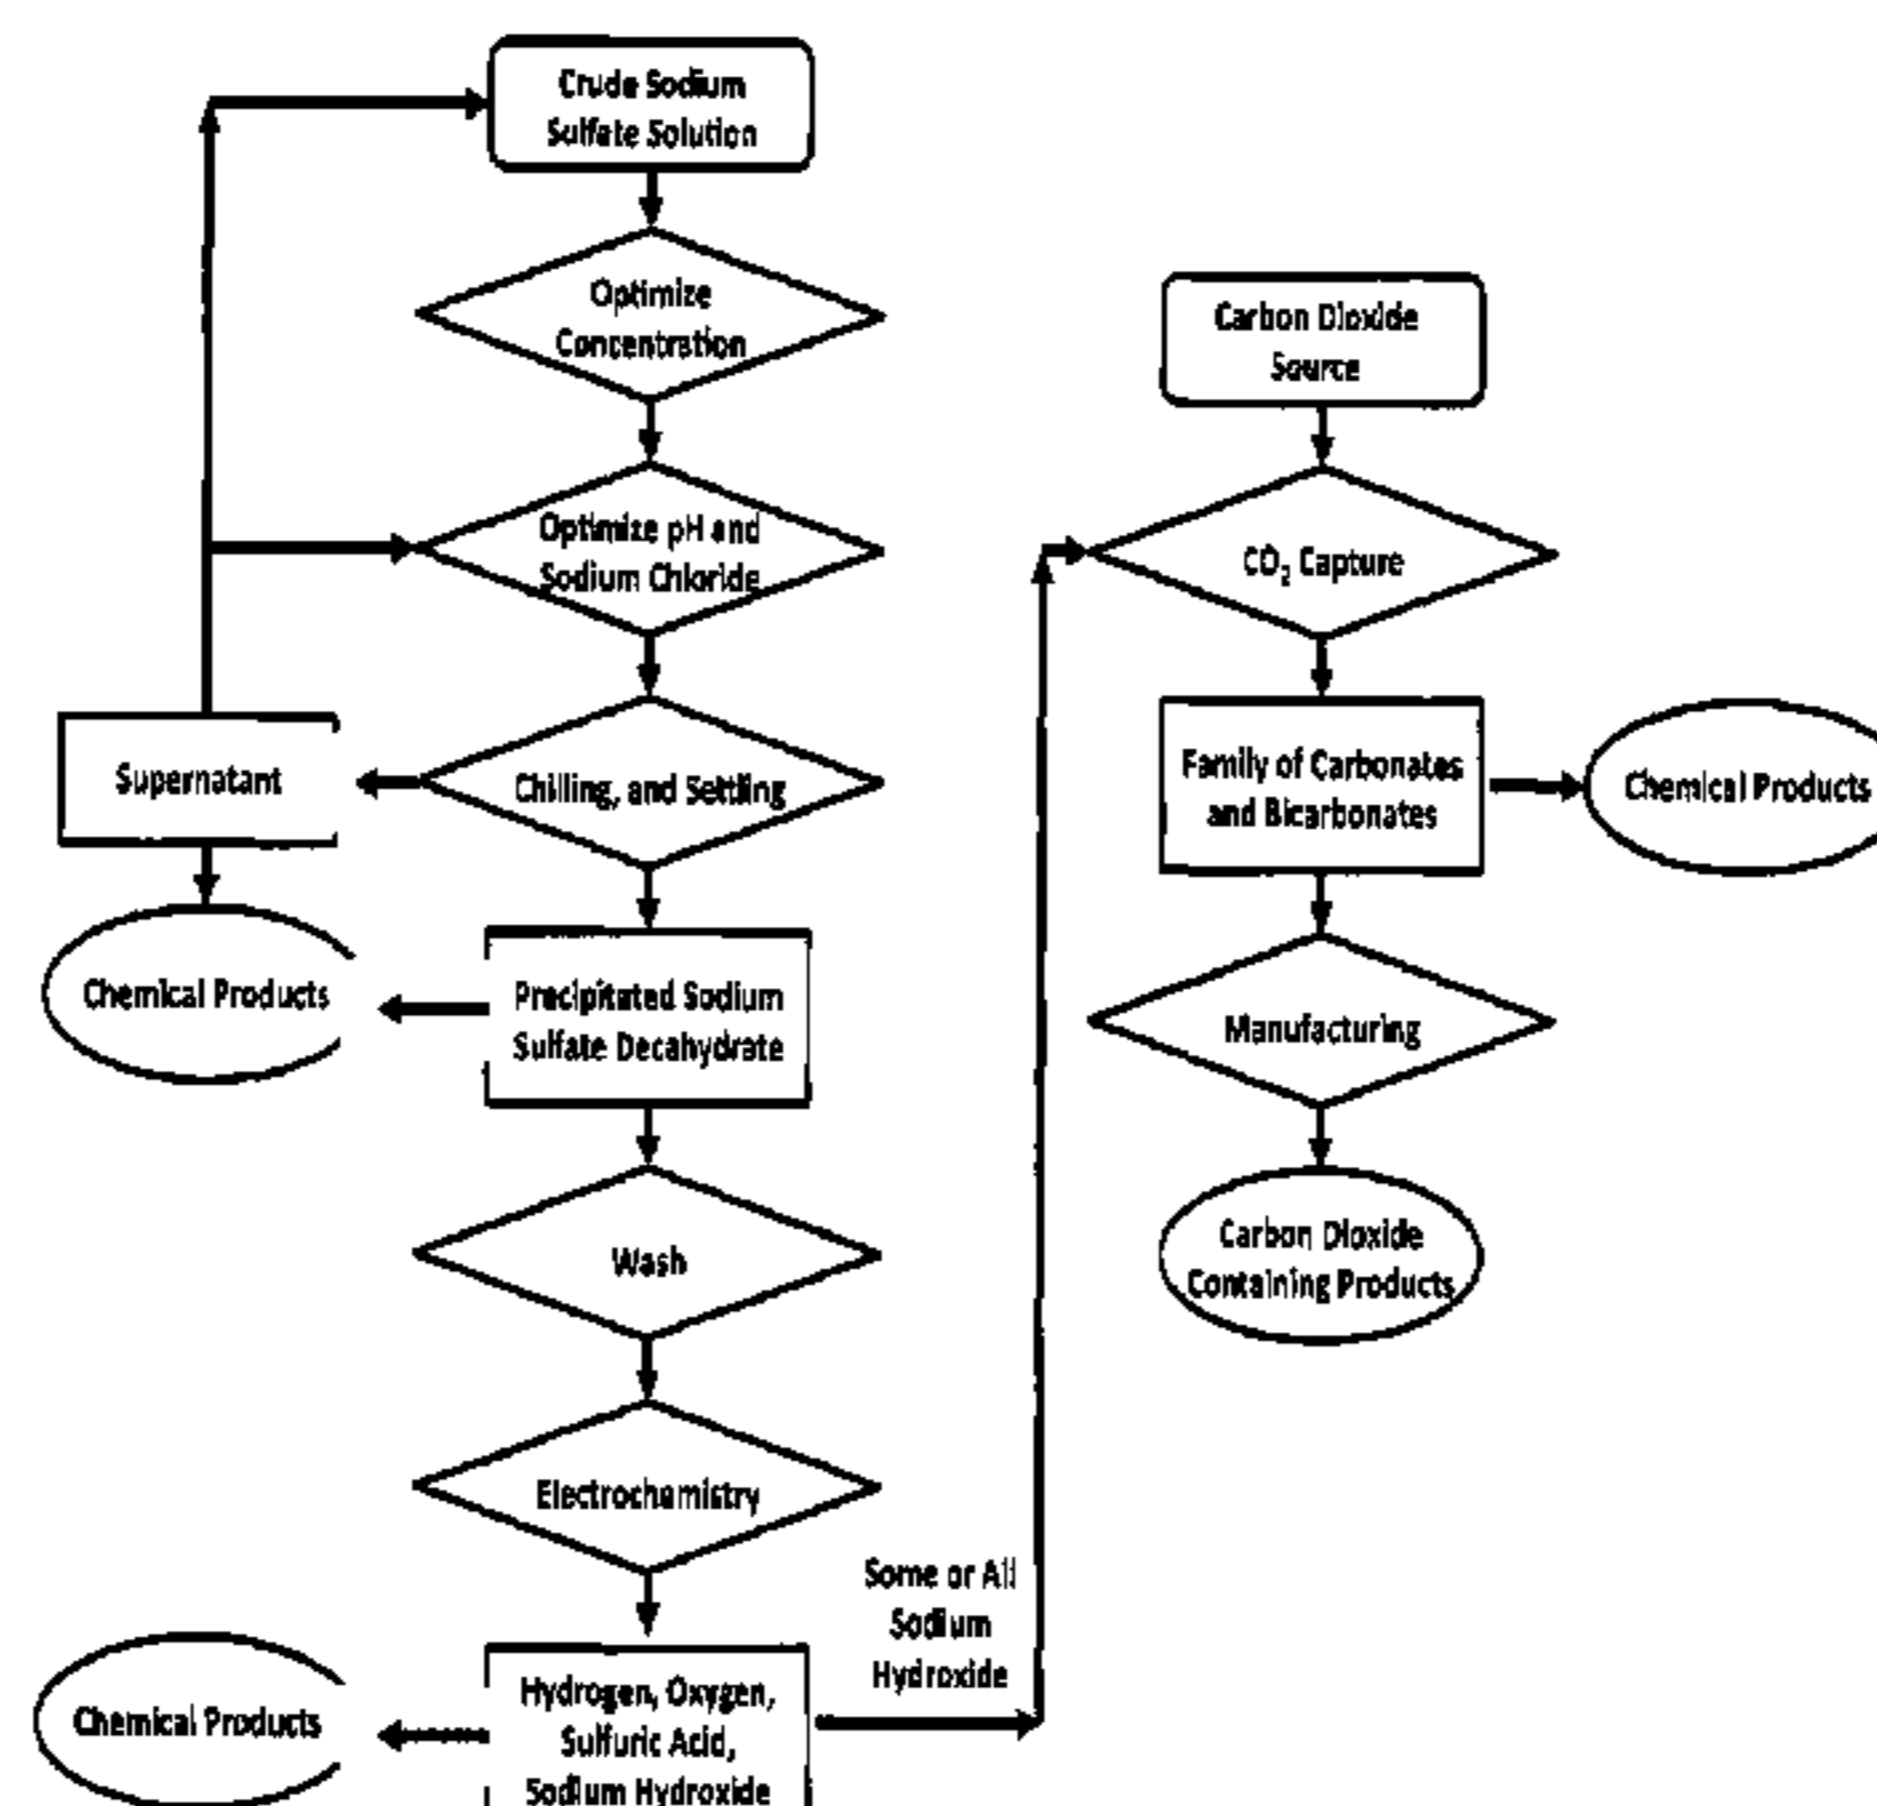 Crude Sodium
Sulfate Solution
Optimize
Concentration
Carbon Dioxide
Source
Optimize pH and
Sodium Chloride
CO₂ Capture
Supernatant
Chilling, and Settling
Family of Carbonates
and Bicarbonates
Chemical Products
Chemical Products
Precipitated Sodium
Sulfate Decahydrate
Manufacturing
Wash
Carbon Dioxide
Containing Products
Electrochemistry
Some or All
Sodium
Hydroxide
Chemical Products
Hydrogen, Oxygen,
Sulfuric Acid,
Sodium Hydroxide